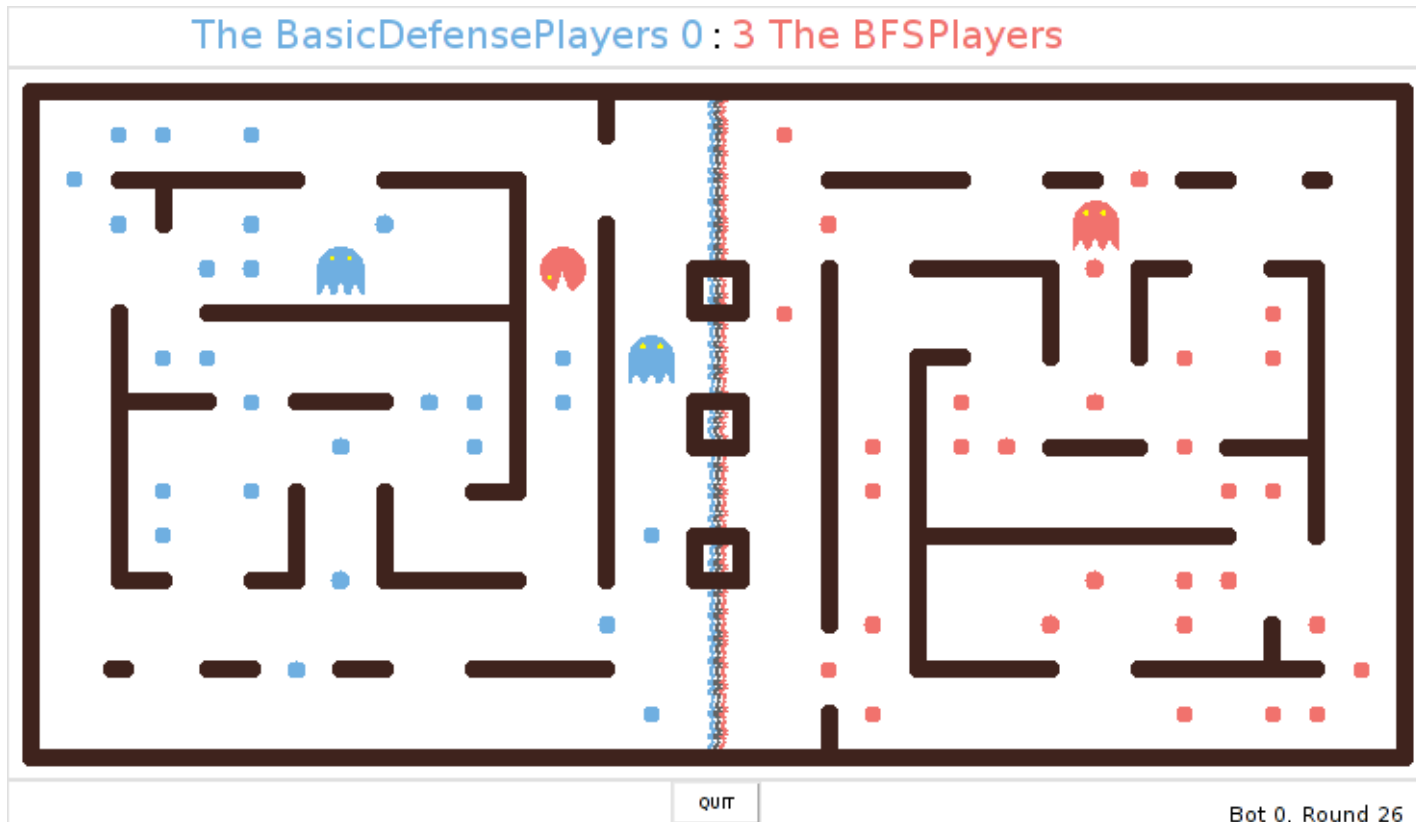 The BasicDefensePlayers 0 : 3 The BFSPlayers
QUIT
Bot 0, Round 26